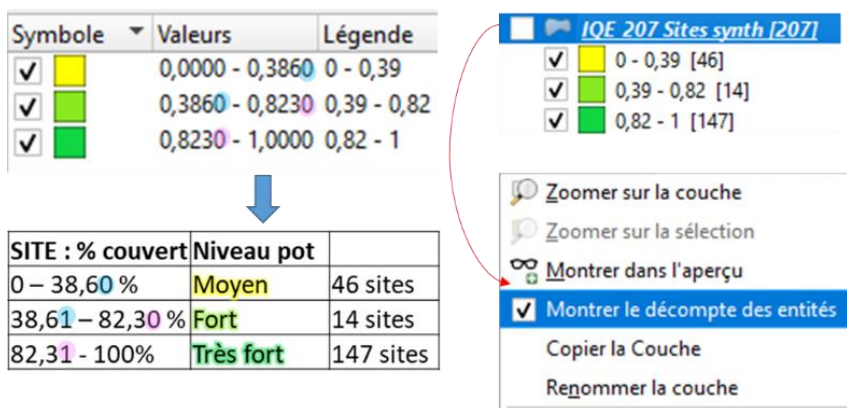 Symbole Valeurs Légende
0,0000 - 0,3860 0 - 0,39
0,3860 - 0,8230 0,39 - 0,82
0,8230 - 1,0000 0,82 - 1
SITE : % couvert Niveau pot
0 – 38,60 % Moyen 46 sites
38,61 – 82,30 % Fort 14 sites
82,31 - 100% Très fort 147 sites
IQE 207 Sites synth [207]
0 - 0,39 [46]
0,39 - 0,82 [14]
0,82 - 1 [147]
Zoomer sur la couche
Zoomer sur la sélection
Montrer dans l'aperçu
Montrer le décompte des entités
Copier la Couche
Renommer la couche